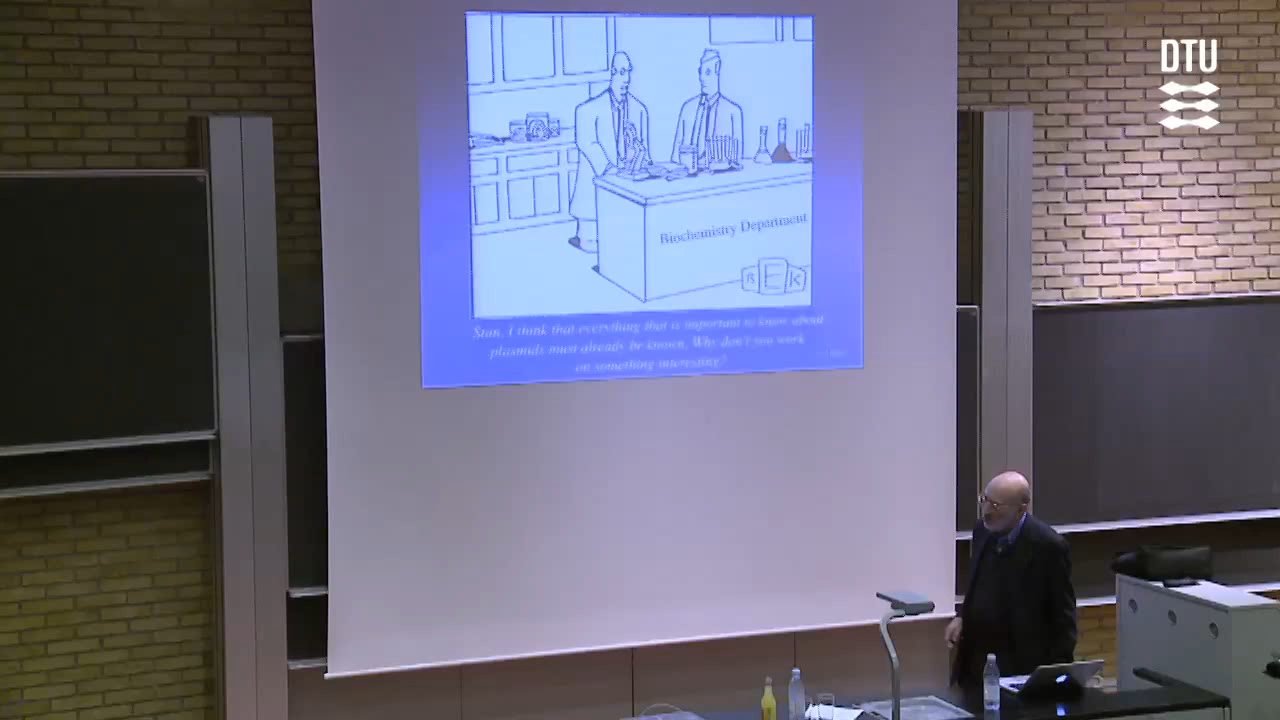 DTU
Biochemistry Department
BEK
Stan, I think that everything that is important to know about
plasmids must already be known. Why don't you work
on something interesting?